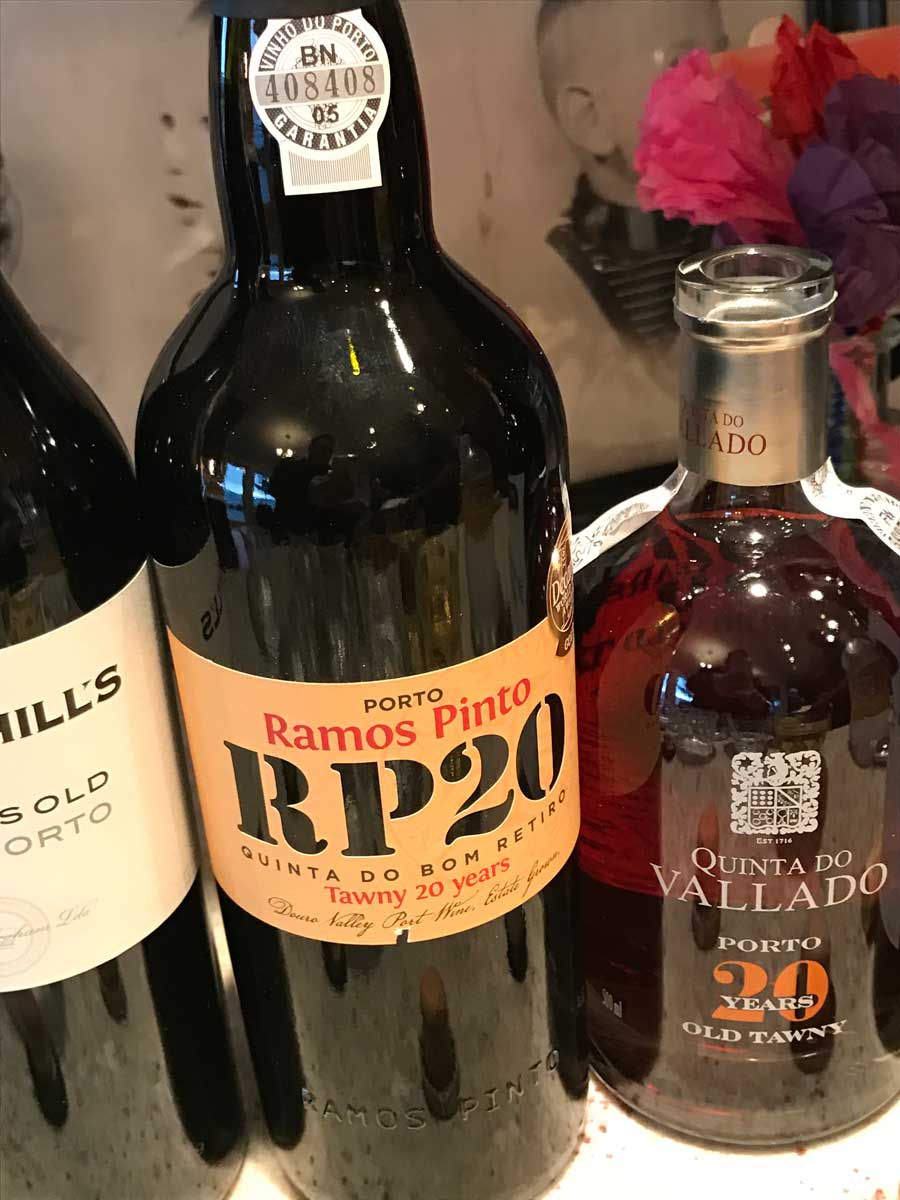 VINHO DO PORTO
BN
408408
05
GARANTIA
HILL'S
S OLD
ORTO
PORTO
Ramos Pinto
RP20
QUINTA DO BOM RETIRO
Tawny 20 years
Douro Valley Port Wine, Estate Grown
RAMOS PINTO
QUINTA DO
VALLADO
EST 1716
QUINTA DO
VALLADO
PORTO
20
YEARS
OLD TAWNY
500 ml